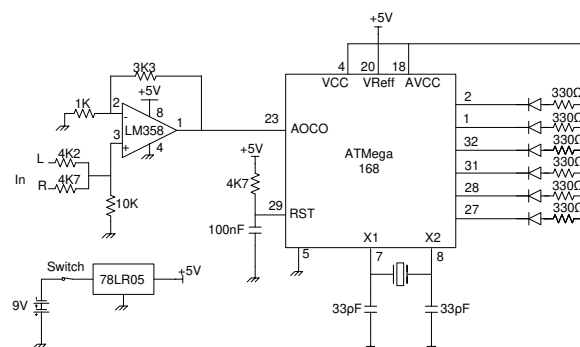 +5V
3K3
4
20
18
VCC
VReff
AVCC
+5V
1K
2
-
8
1
LM358
3
+
4
L
4K2
In
R
4K7
10K
23
AOCO
ATMega
168
+5V
4K7
29
RST
100nF
5
X1
X2
7
8
33pF
33pF
2
330Ω
1
330Ω
32
330Ω
31
330Ω
28
330Ω
27
330Ω
Switch
78LR05
+5V
9V